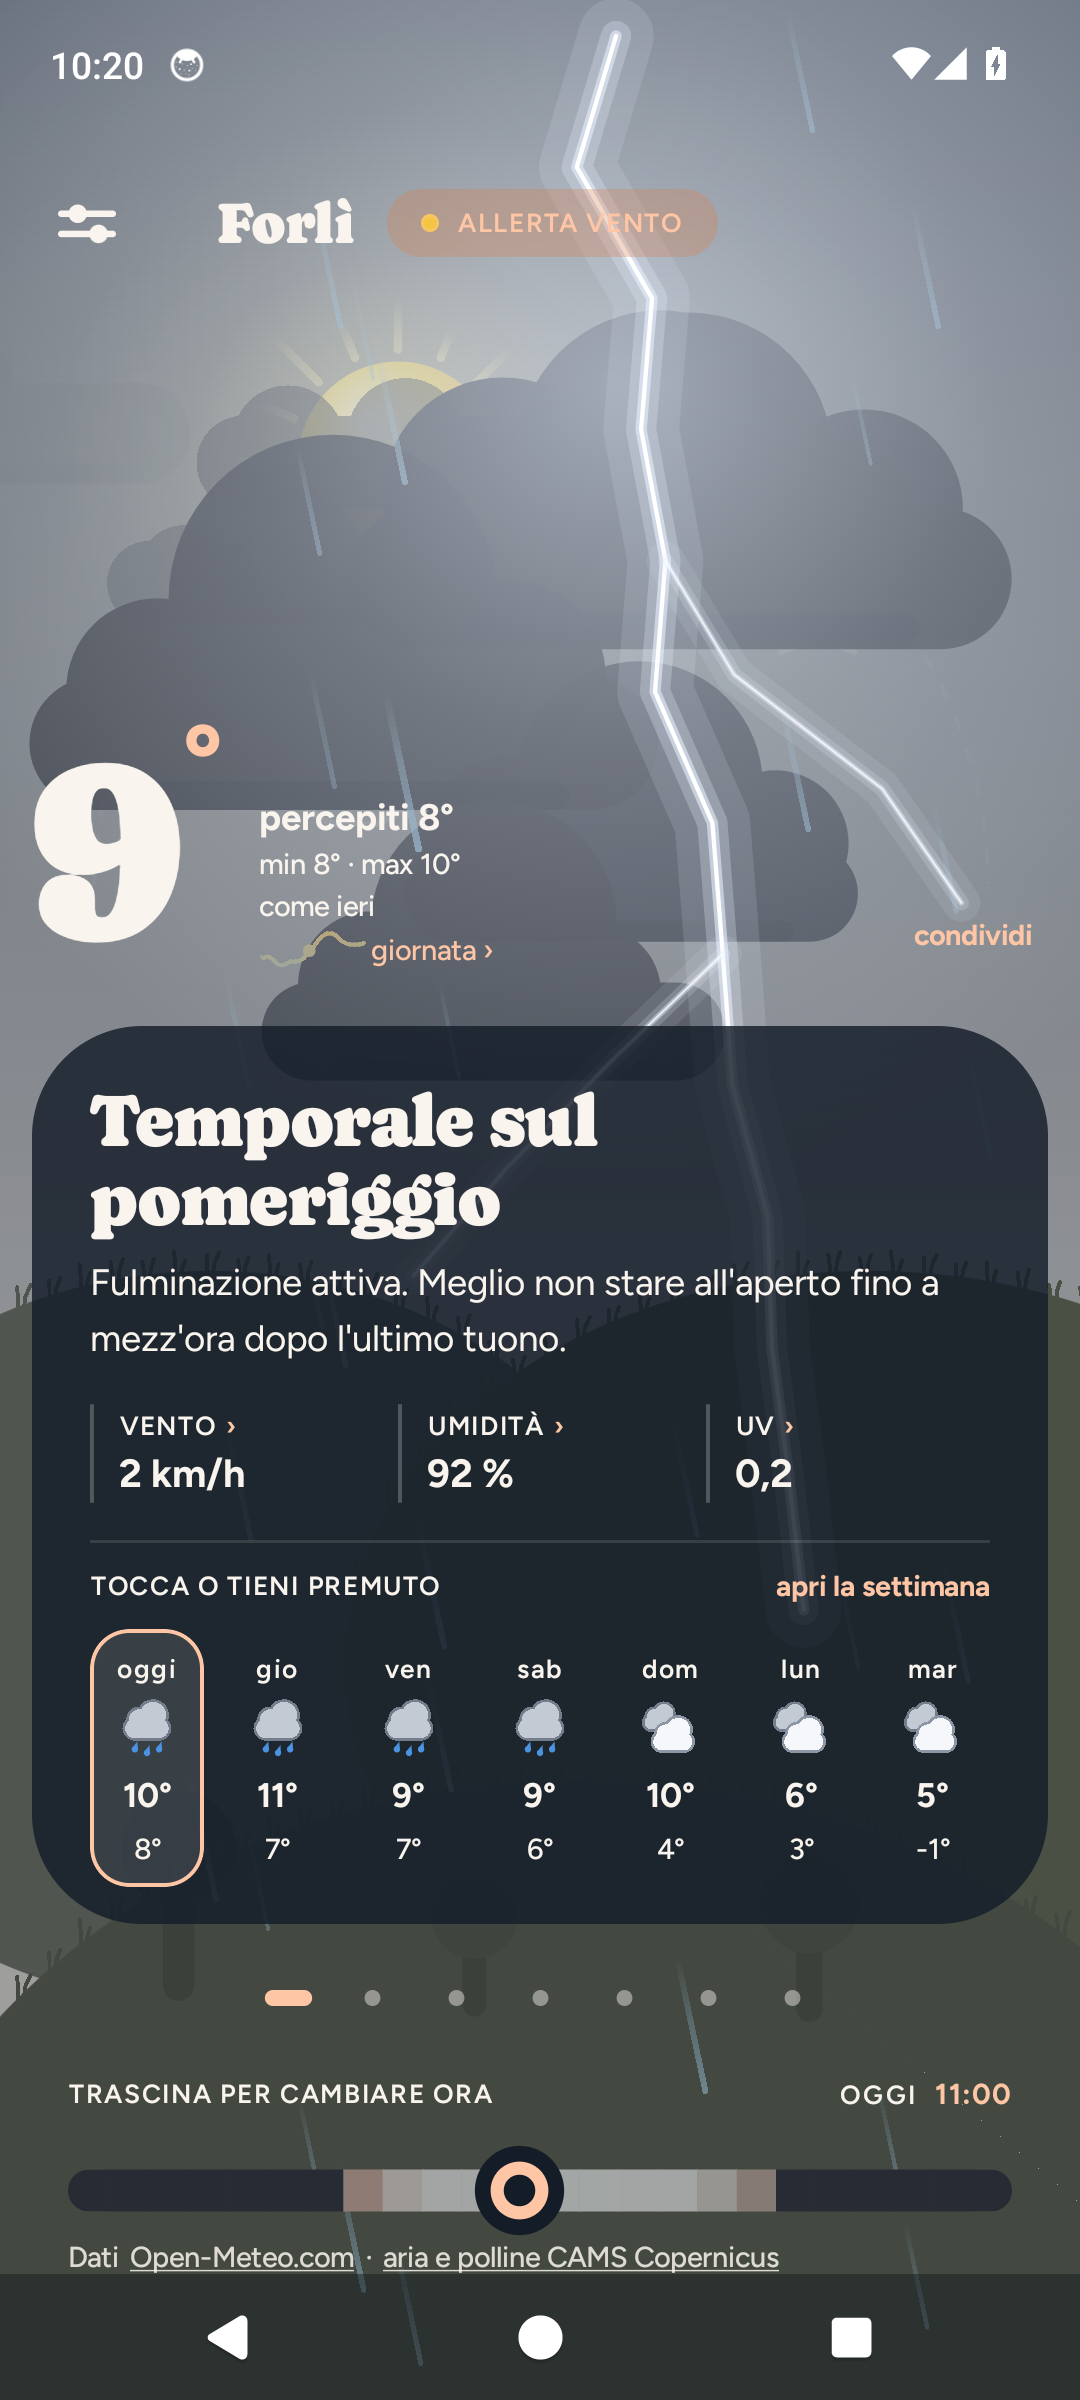 10:20
Forlì
ALLERTA VENTO
9°
percepiti 8°
min 8° · max 10°
come ieri
giornata ›
condividi
Temporale sul
pomeriggio
Fulminazione attiva. Meglio non stare all'aperto fino a
mezz'ora dopo l'ultimo tuono.
VENTO › UMIDITÀ › UV ›
2 km/h 92 % 0,2
TOCCA O TIENI PREMUTO apri la settimana
oggi gio ven sab dom lun mar
10° 11° 9° 9° 10° 6° 5°
8° 7° 7° 6° 4° 3° -1°
TRASCINA PER CAMBIARE ORA OGGI 11:00
Dati Open-Meteo.com · aria e polline CAMS Copernicus